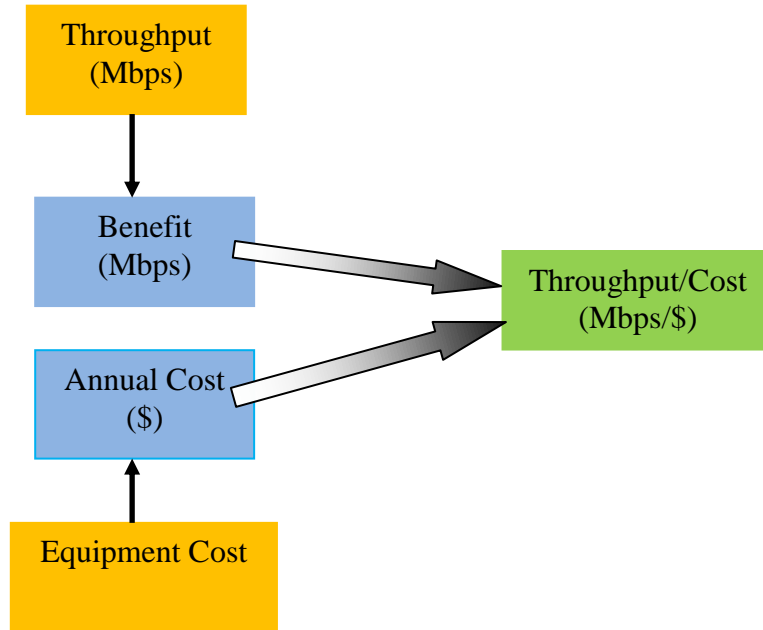 Throughput
(Mbps)
Benefit
(Mbps)
Throughput/Cost
(Mbps/$)
Annual Cost
($)
Equipment Cost